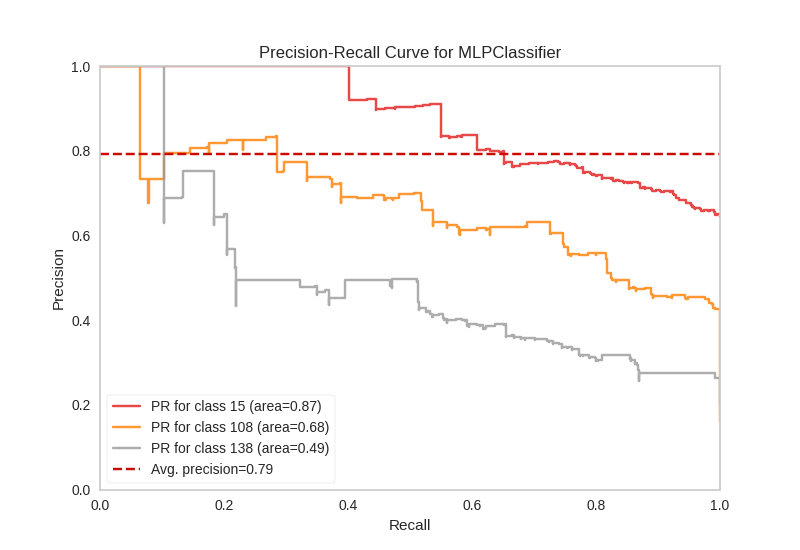 Precision-Recall Curve for MLPClassifier
1.0
0.8
0.6
0.4
0.2
0.0
Precision
PR for class 15 (area=0.87)
PR for class 108 (area=0.68)
PR for class 138 (area=0.49)
Avg. precision=0.79
0.0 0.2 0.4 0.6 0.8 1.0
Recall